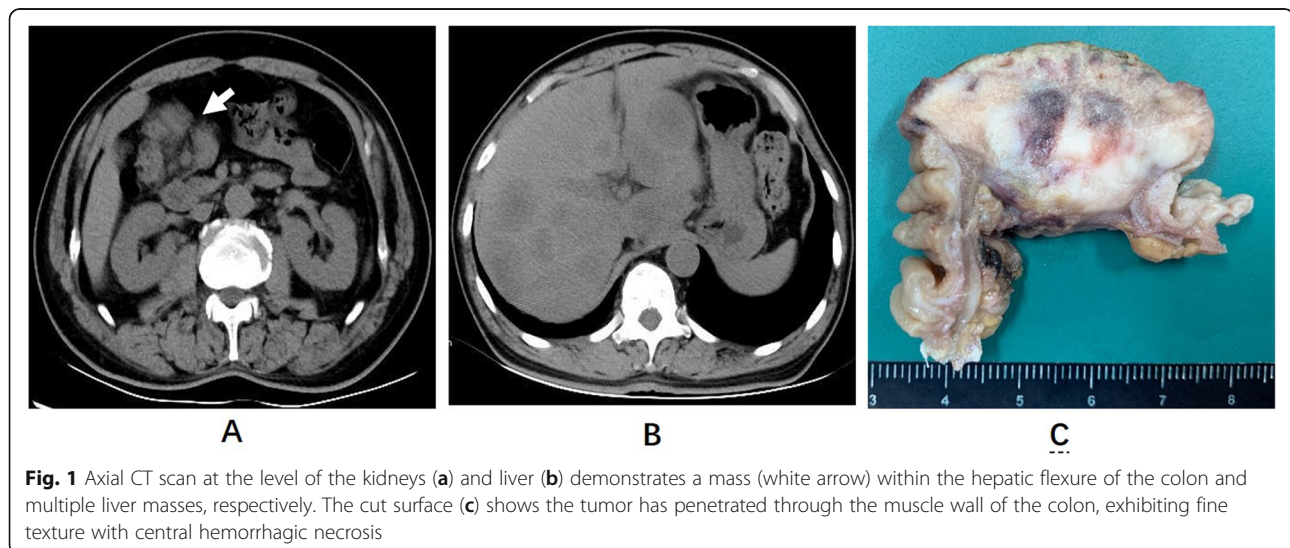 A
B
C
3 4 5 6 7 8
Fig. 1 Axial CT scan at the level of the kidneys (a) and liver (b) demonstrates a mass (white arrow) within the hepatic flexure of the colon and
multiple liver masses, respectively. The cut surface (c) shows the tumor has penetrated through the muscle wall of the colon, exhibiting fine
texture with central hemorrhagic necrosis